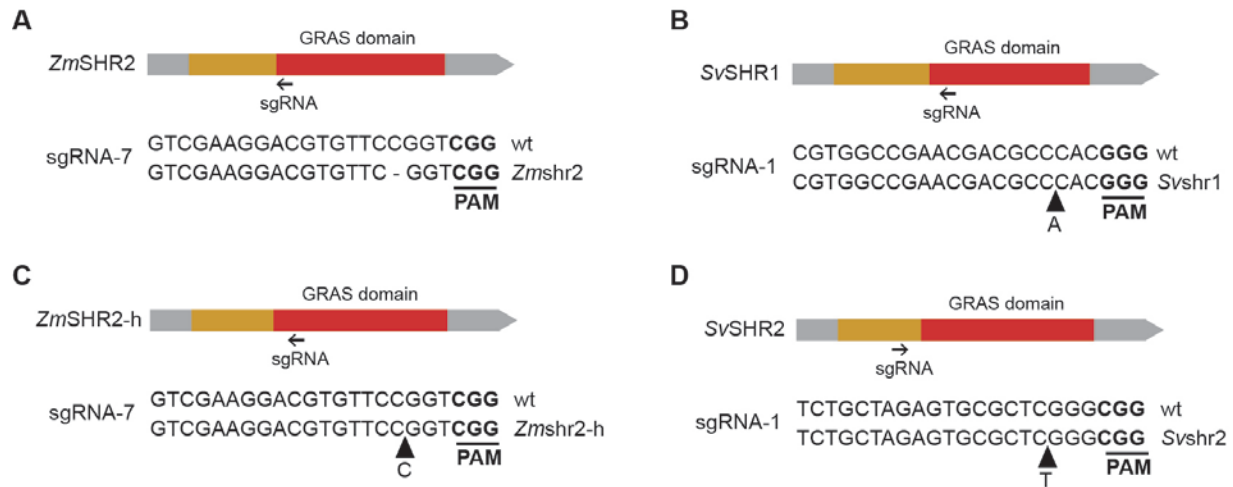 A
GRAS domain
ZmSHR2
sgRNA
sgRNA-7
GTCGAAGGACGTGTTCCGGTCGG wt
GTCGAAGGACGTGTTC - GGTCGG Zmshr2
PAM
B
GRAS domain
SvSHR1
sgRNA
sgRNA-1
CGTGGCCGAACGACGCCCACGGG wt
CGTGGCCGAACGACGCCCACGGG Svshr1
PAM
A
C
GRAS domain
ZmSHR2-h
sgRNA
sgRNA-7
GTCGAAGGACGTGTTCCGGTCGG wt
GTCGAAGGACGTGTTCCGGTCGG Zmshr2-h
PAM
C
D
GRAS domain
SvSHR2
sgRNA
sgRNA-1
TCTGCTAGAGTGCGCTCGGGCGG wt
TCTGCTAGAGTGCGCTCGGGCGG Svshr2
PAM
T